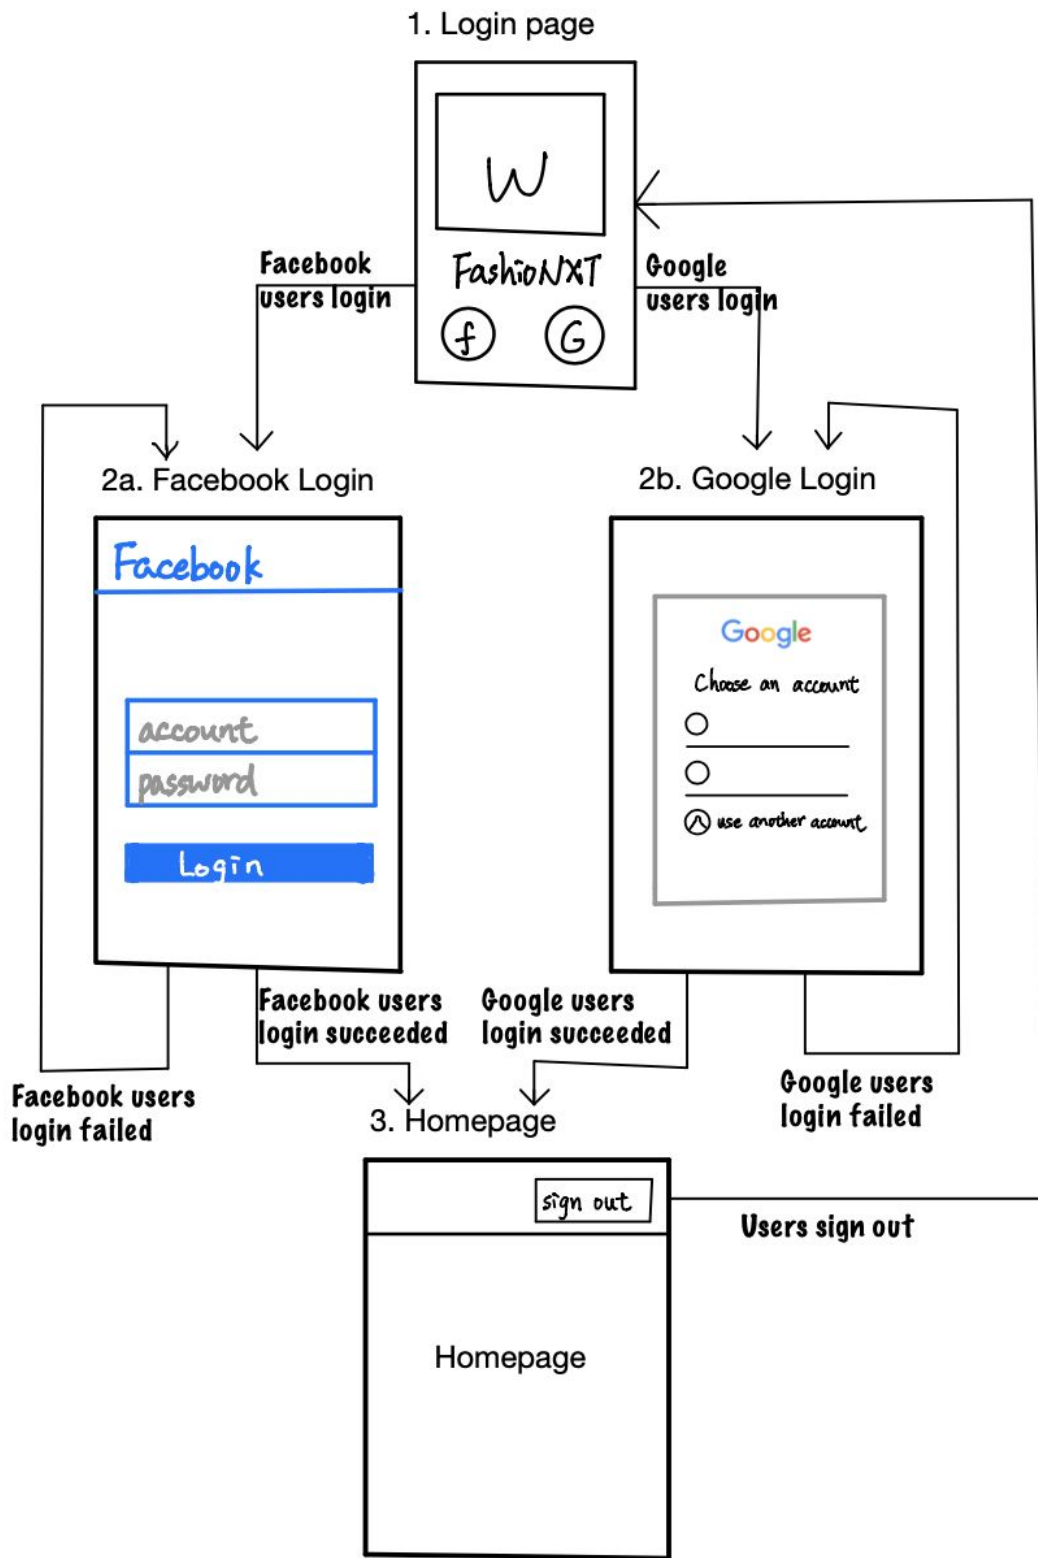 1. Login page
W
FashioNXT
f
G
Facebook
users login
Google
users login
2a. Facebook Login
Facebook
account
password
Login
2b. Google Login
Google
Choose an account
use another account
Facebook users
login succeeded
Google users
login succeeded
Facebook users
login failed
Google users
login failed
3. Homepage
sign out
Users sign out
Homepage